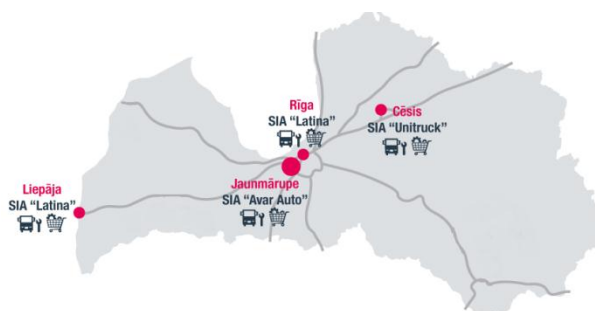 Rīga
SIA "Latina"
Cēsis
SIA "Unitruck"
Jaunmārupe
SIA "Avar Auto"
Liepāja
SIA "Latina"